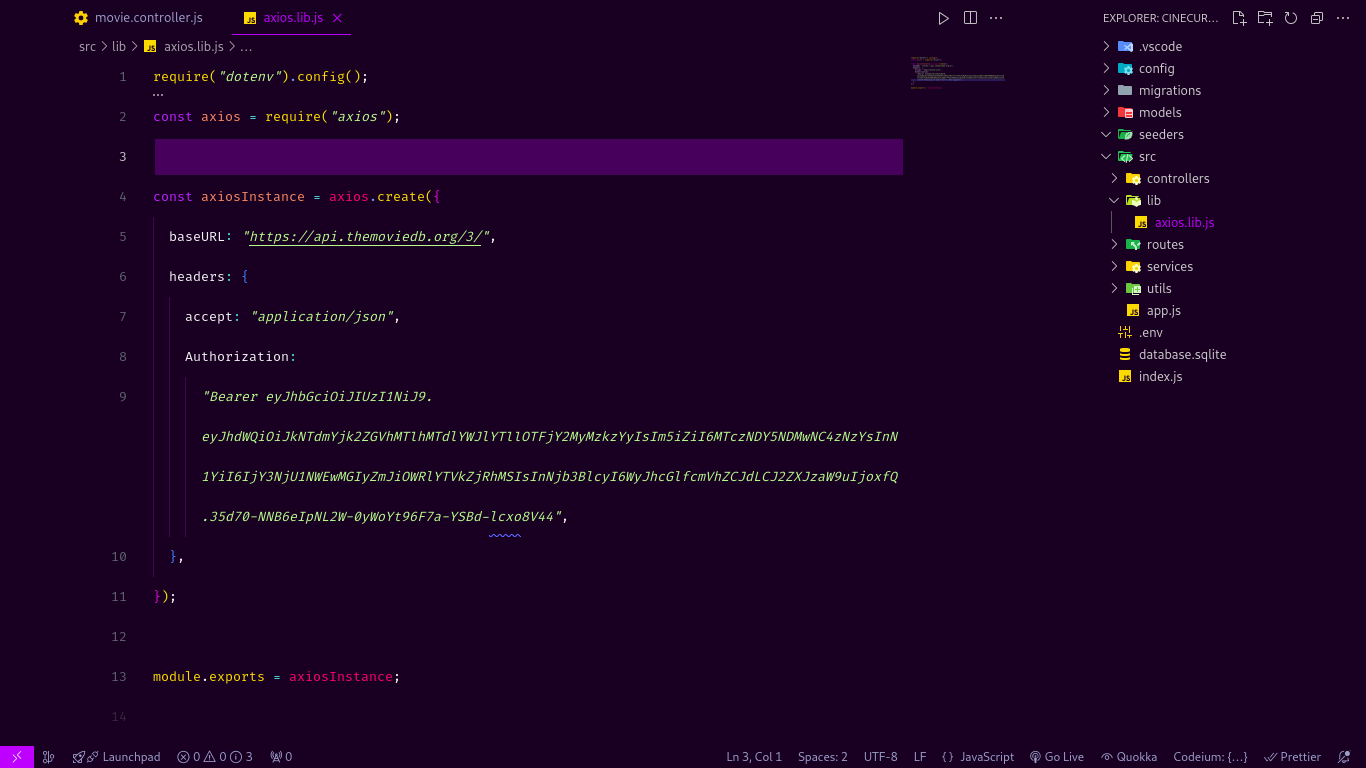 movie.controller.js
axios.lib.js
EXPLORER: CINECUR...
src > lib > axios.lib.js > ...
1 require("dotenv").config();
...
2 const axios = require("axios");
3
4 const axiosInstance = axios.create({
5 baseURL: "https://api.themoviedb.org/3/",
6 headers: {
7 accept: "application/json",
8 Authorization:
9 "Bearer eyJhbGciOiJIUzI1NiJ9.
eyJhdWQiOiJkNTdmYjk2ZGVhMTlhMTdlYWJlYTllOTFjY2MyMzkzYyIsIm5iZiI6MTczNDY5NDMwNC4zNzYsInN
1YiI6IjY3NjU1NWEwMGIyZmJiOWRlYTVkZjRhMSIsInNjb3BlcyI6WyJhcGlfcmVhZCJdLCJ2ZXJzaW9uIjoxfQ
.35d70-NNB6eIpNL2W-0yWoYt96F7a-YSBd-lcxo8V44",
10 },
11 });
12
13 module.exports = axiosInstance;
14
.vscode
config
migrations
models
seeders
src
controllers
lib
axios.lib.js
routes
services
utils
app.js
.env
database.sqlite
index.js
Launchpad
0 0 3
0
Ln 3, Col 1
Spaces: 2
UTF-8
LF
{} JavaScript
Go Live
Quokka
Codeium: {...}
Prettier